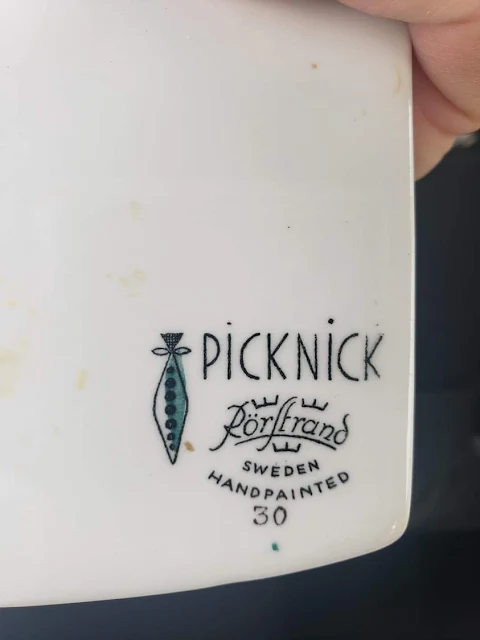 PiCKNiCK
Rörstrand
SWEDEN
HANDPAINTED
30